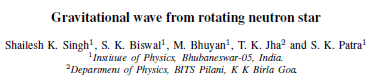 Gravitational wave from rotating neutron star
Shailesh K. Singh¹, S. K. Biswal¹, M. Bhuyan¹, T. K. Jha² and S. K. Patra¹
¹Institute of Physics, Bhubaneswar-05, India.
²Department of Physics, BITS Pilani, K K Birla Goa